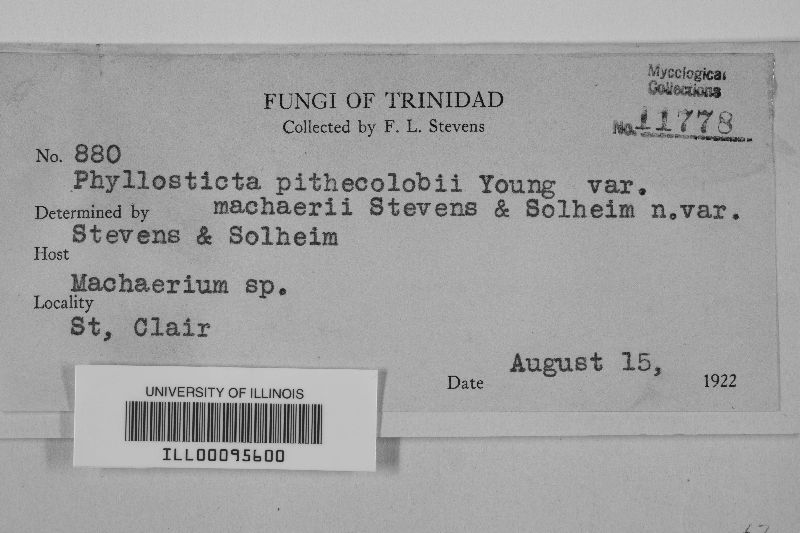 Mycological
Collections
No. 11778
FUNGI OF TRINIDAD
Collected by F. L. Stevens
No. 880
Phyllosticta pithecolobii Young var.
machaerii Stevens & Solheim n.var.
Determined by
Stevens & Solheim
Host
Machaerium sp.
Locality
St, Clair
Date August 15, 1922
UNIVERSITY OF ILLINOIS
ILL00095600